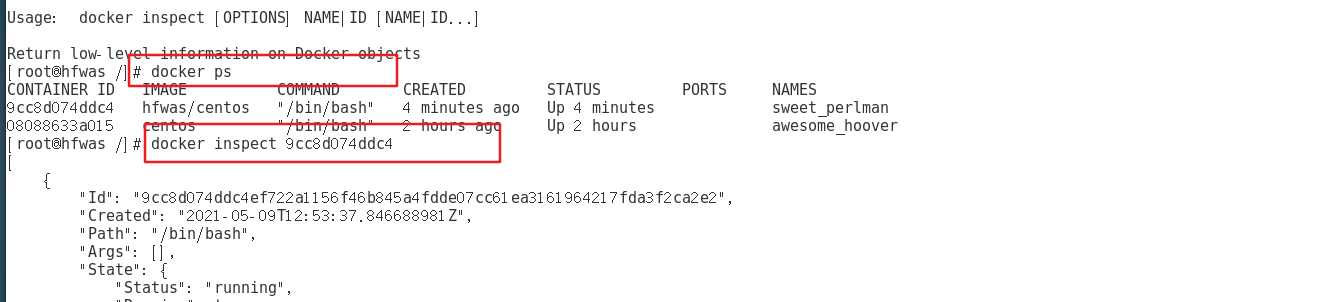 Usage:  docker inspect [OPTIONS] NAME|ID [NAME|ID...]
Return low-level information on Docker objects
[root@hfwas /]# docker ps
CONTAINER ID   IMAGE          COMMAND       CREATED         STATUS         PORTS     NAMES
9cc8d074ddc4   hfwas/centos   "/bin/bash"   4 minutes ago   Up 4 minutes             sweet_perlman
08088633a015   centos         "/bin/bash"   2 hours ago     Up 2 hours               awesome_hoover
[root@hfwas /]# docker inspect 9cc8d074ddc4
[
    {
        "Id": "9cc8d074ddc4ef722a1156f46b845a4fdde07cc61ea3161964217fda3f2ca2e2",
        "Created": "2021-05-09T12:53:37.846688981Z",
        "Path": "/bin/bash",
        "Args": [],
        "State": {
            "Status": "running",